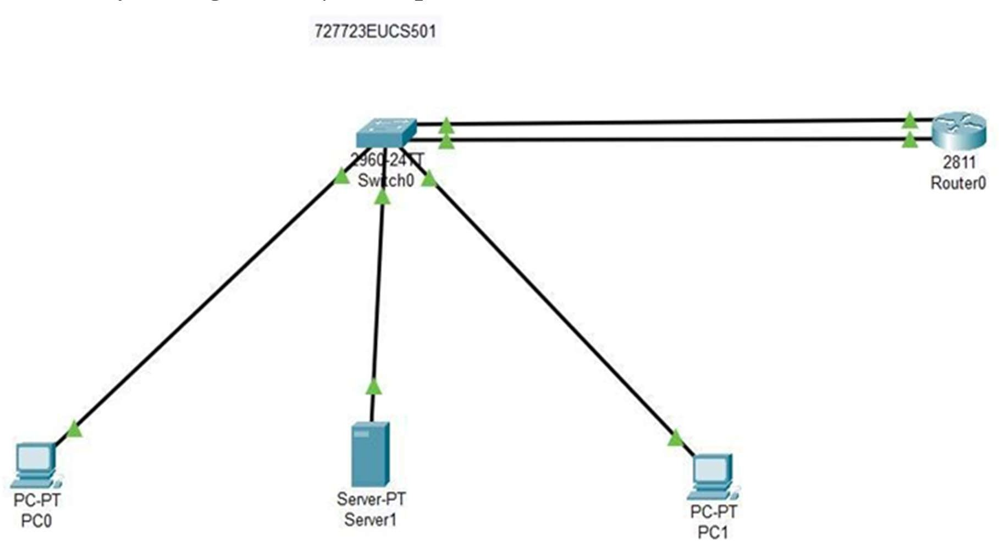 727723EUCS501
2960-24TT
Switch0
2811
Router0
PC-PT
PC0
Server-PT
Server1
PC-PT
PC1